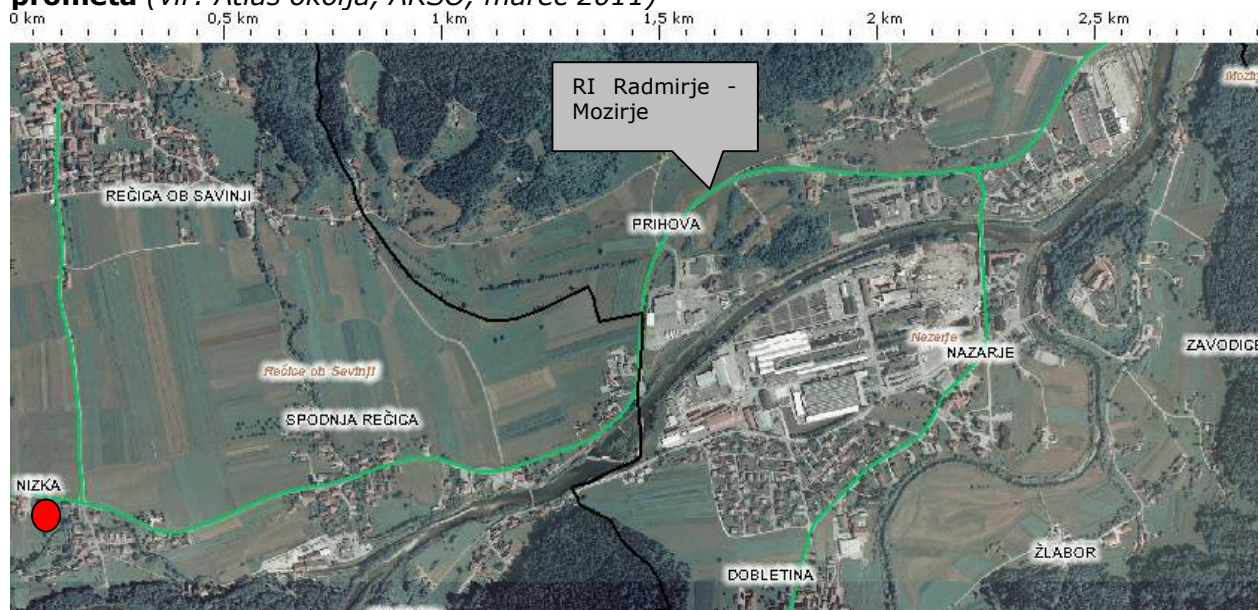 prometa (vir: Atlas okolja, ARSO, marec 2011)
0 km 0,5 km 1 km 1,5 km 2 km 2,5 km
RI Radmirje -
Mozirje
REČICA OB SAVINJI
PRIHOVA
Nazarje
NAZARJE
ZAVODICE
Rečica ob Savinji
SPODNJA REČICA
NIZKA
ŽLABOR
DOBLETINA